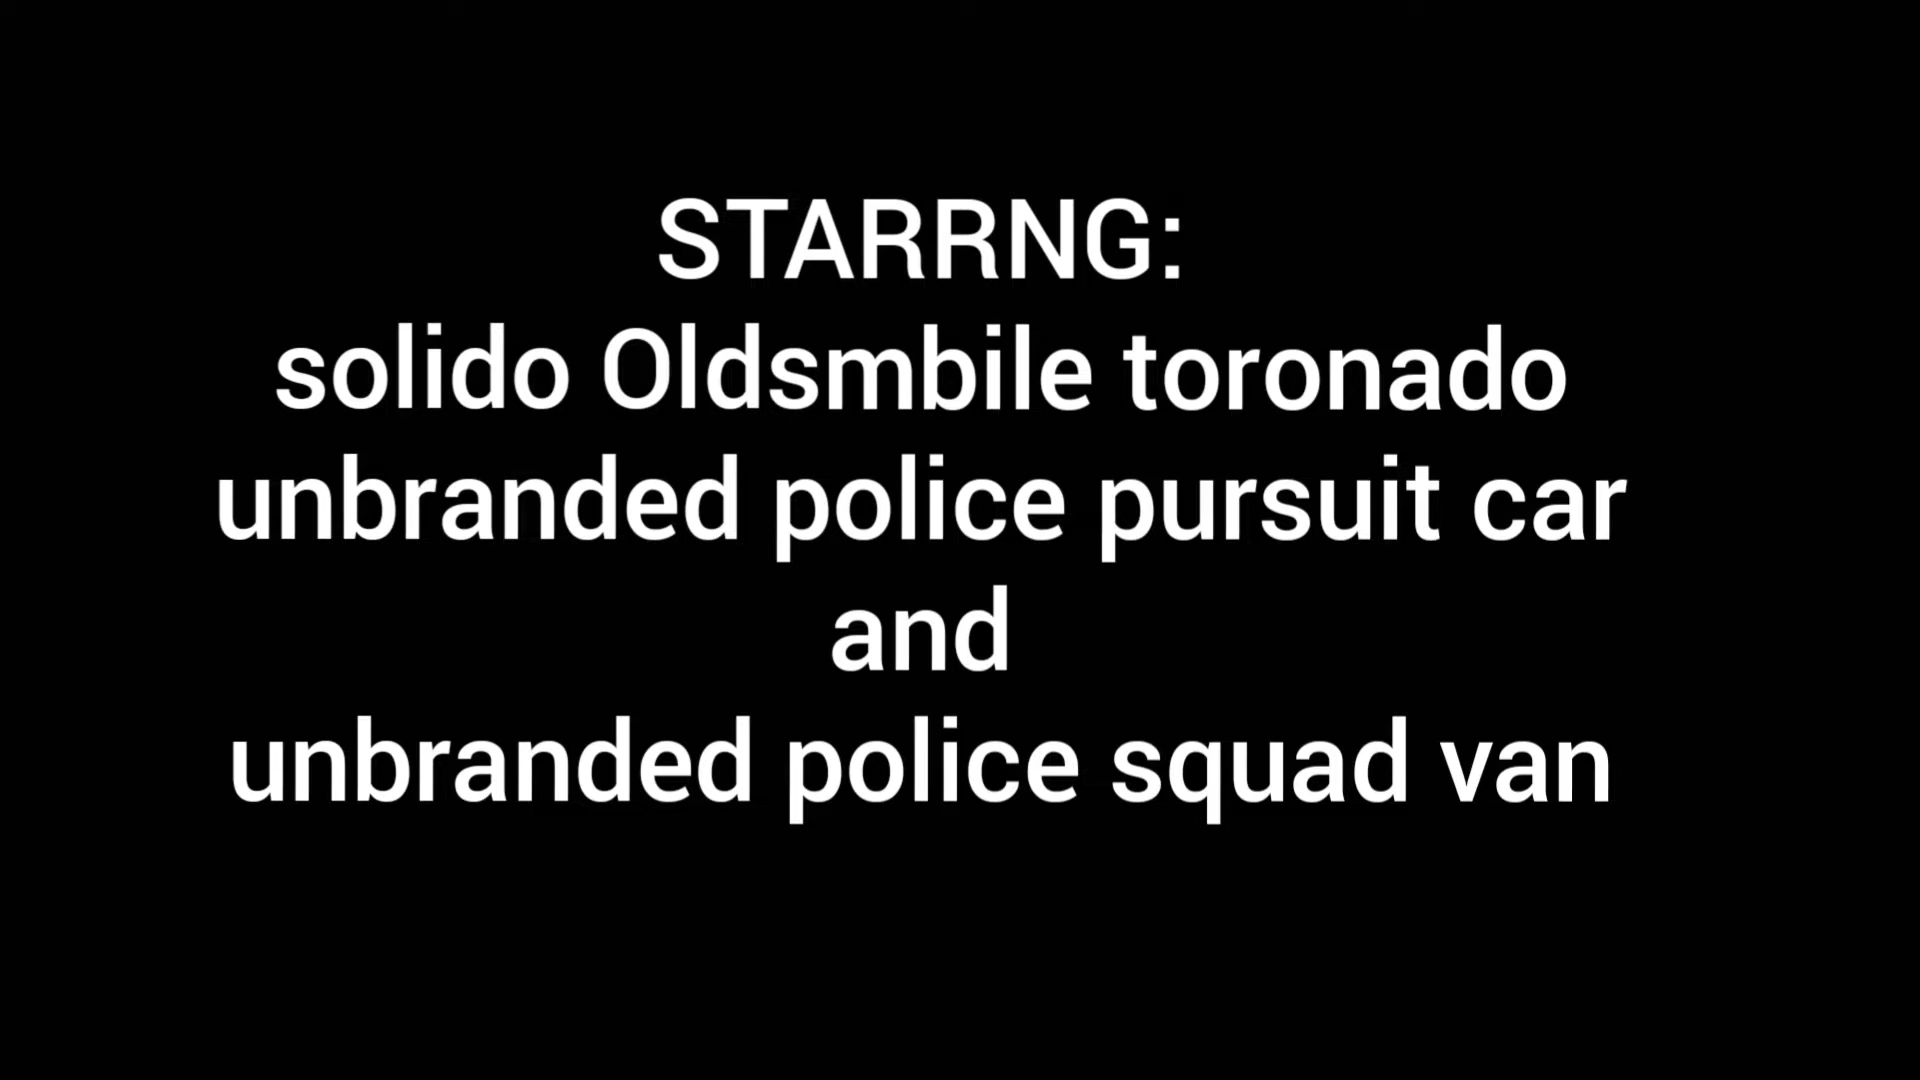 STARRNG:
solido Oldsmbile toronado
unbranded police pursuit car
and
unbranded police squad van